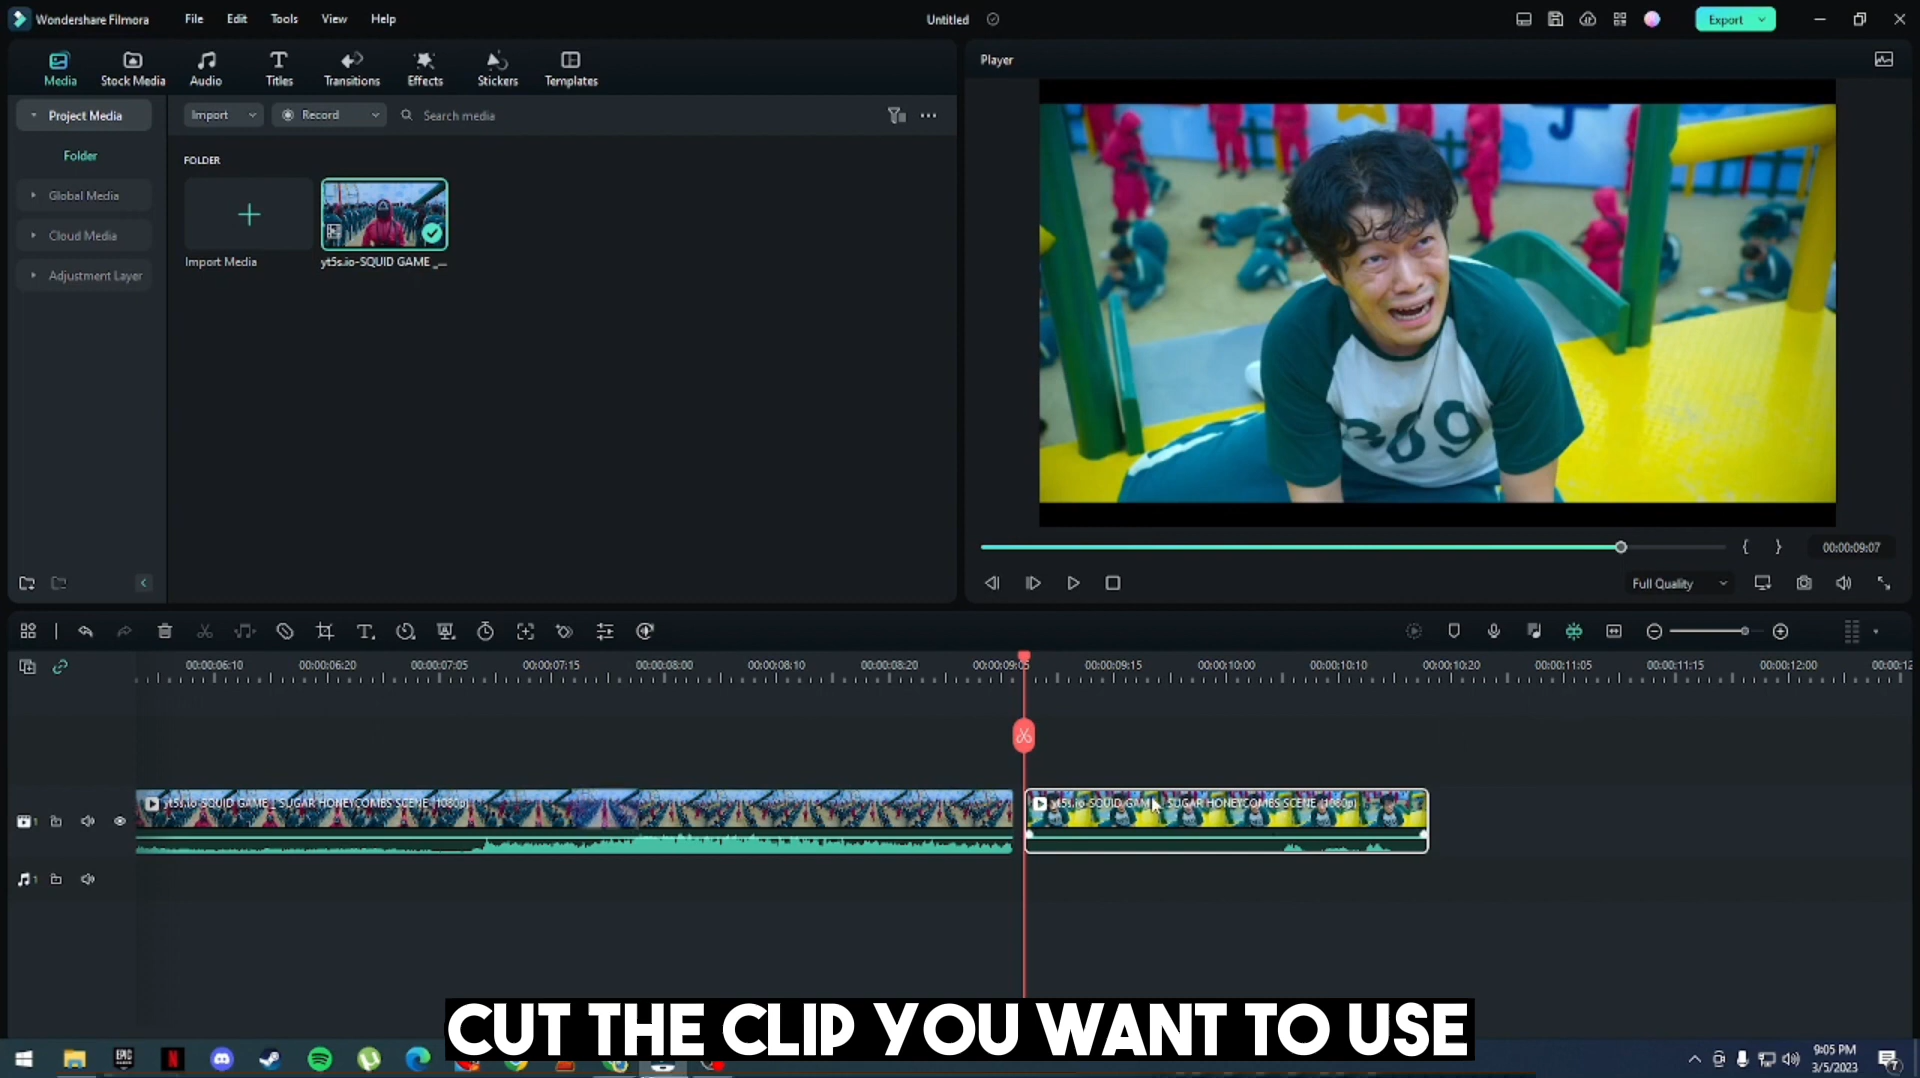 Wondershare Filmora File Edit Tools View Help Untitled Export
Media Stock Media Audio Titles Transitions Effects Stickers Templates
Player
Project Media
Import Record Search media
Folder
Global Media
Cloud Media
Adjustment Layer
FOLDER
Import Media yt5s.io-SQUID GAME _...
069
00:00:09:07
Full Quality
00:00:06:10 00:00:06:20 00:00:07:05 00:00:07:15 00:00:08:00 00:00:08:10 00:00:08:20 00:00:09:05 00:00:09:15 00:00:10:00 00:00:10:10 00:00:10:20 00:00:11:05 00:00:11:15 00:00:12:00 00:00:12
yt5s.io-SQUID GAME _ SUGAR HONEYCOMBS SCENE (1080p)
yt5s.io-SQUID GAM SUGAR HONEYCOMBS SCENE (1080p)
1
1
CUT THE CLIP YOU WANT TO USE
EPIC
N
9:05 PM
3/5/2023
7